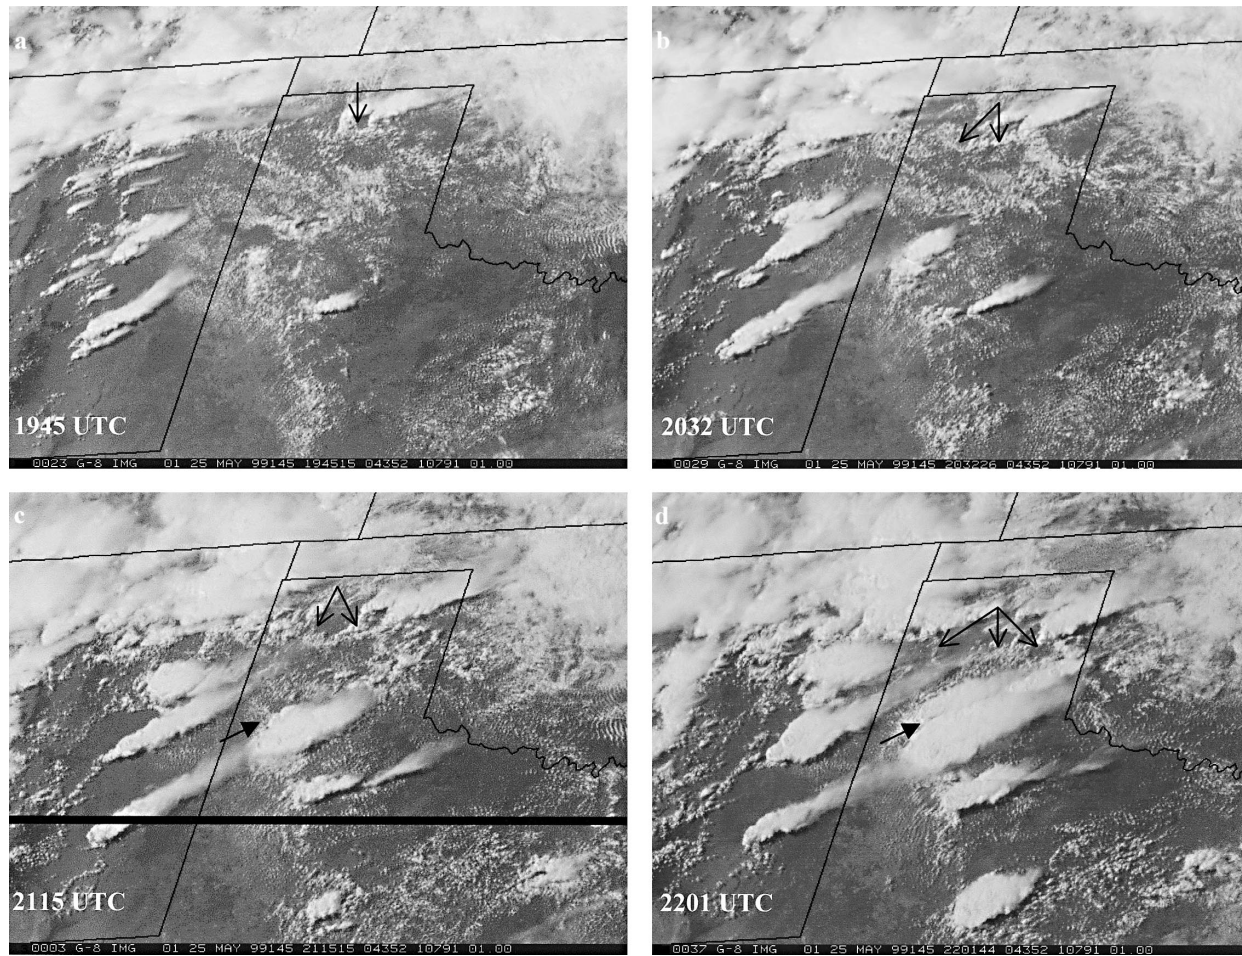 a
1945 UTC
0023 G-8 IMG 01 25 MAY 99145 194515 04352 10791 01.00
b
2032 UTC
0029 G-8 IMG 01 25 MAY 99145 203226 04352 10791 01.00
c
2115 UTC
0003 G-8 IMG 01 25 MAY 99145 211515 04352 10791 01.00
d
2201 UTC
0037 G-8 IMG 01 25 MAY 99145 220144 04352 10791 01.00